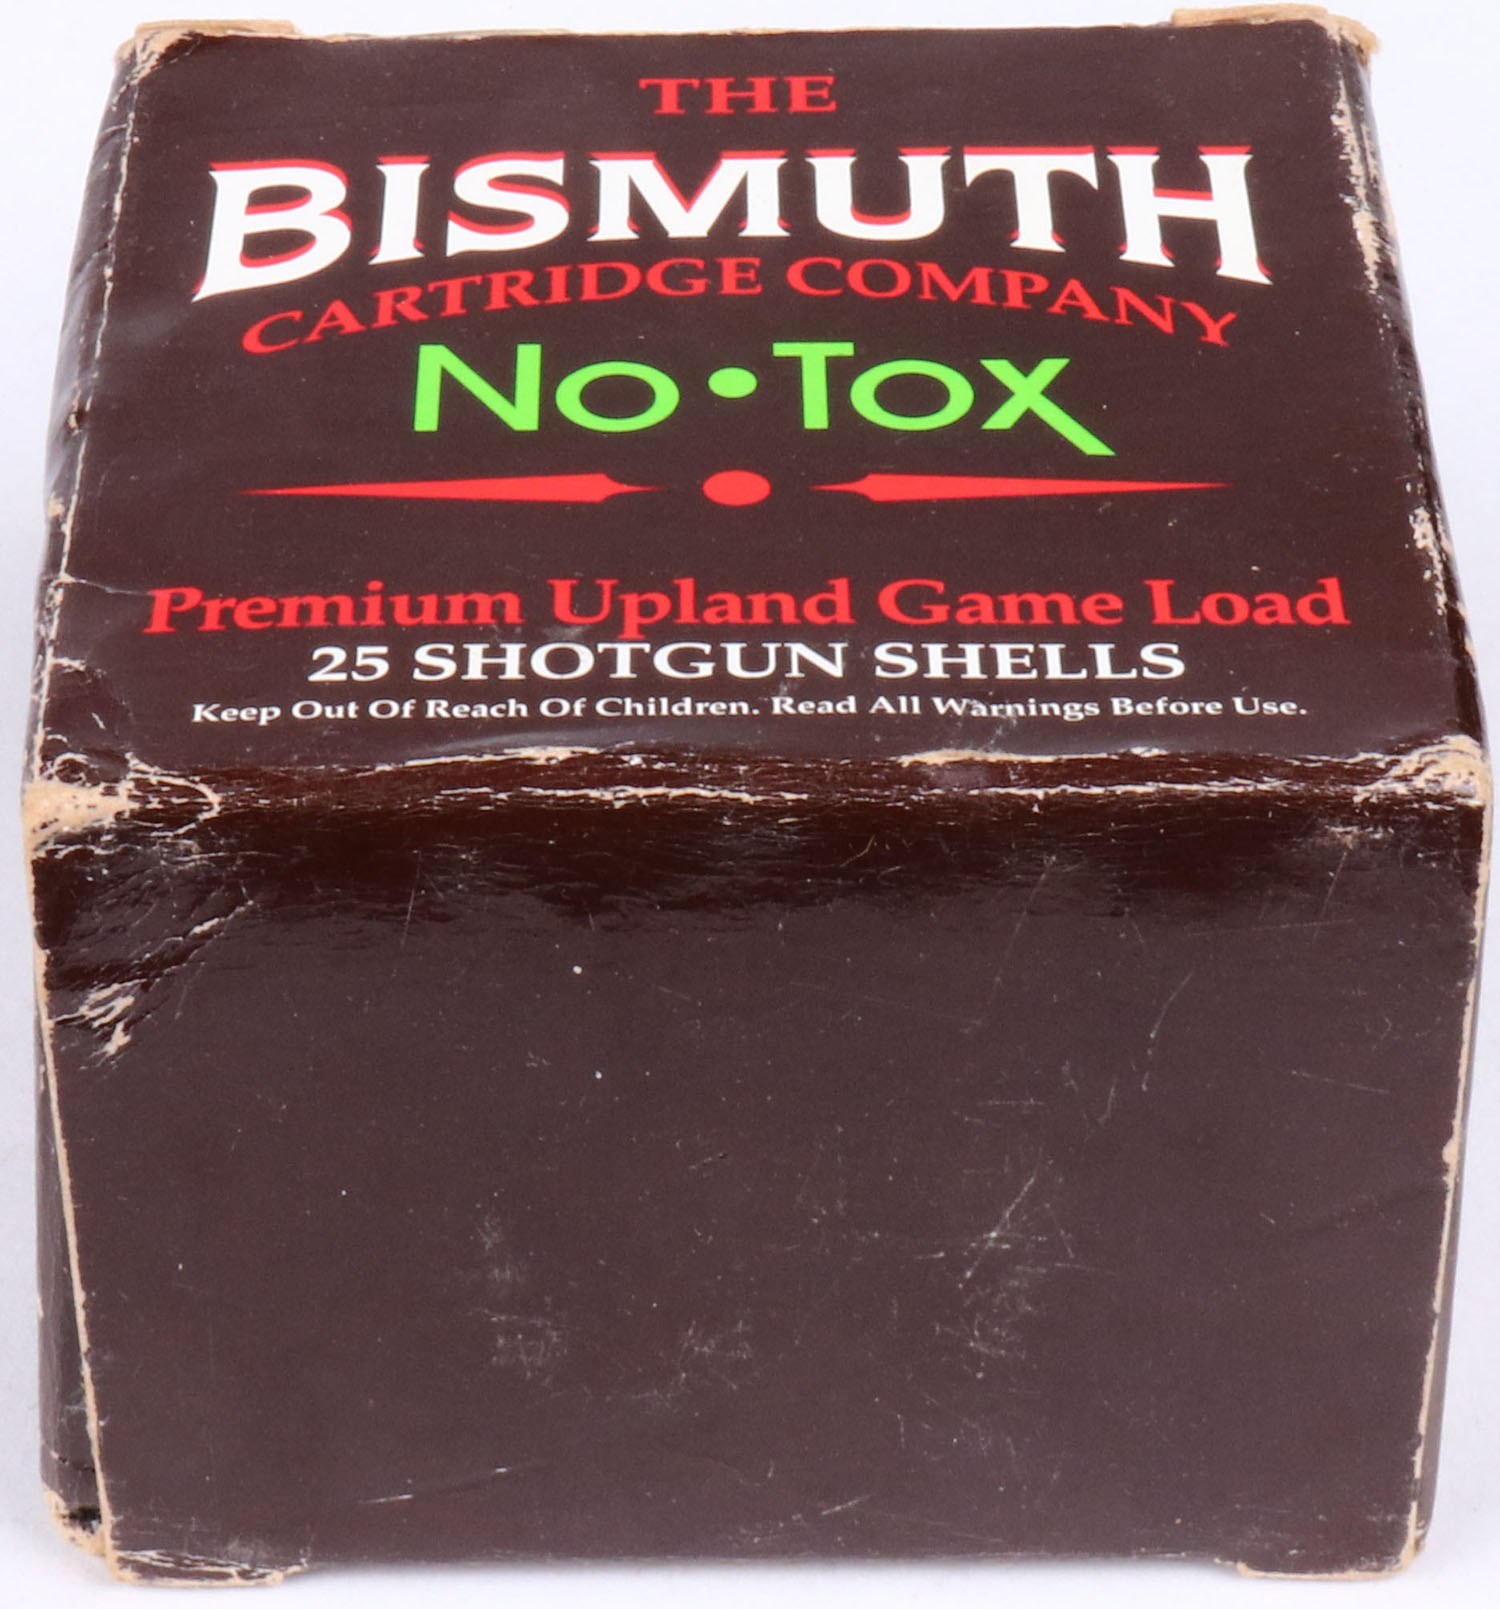 THE
BISMUTH
CARTRIDGE COMPANY
NO•TOX
Premium Upland Game Load
25 SHOTGUN SHELLS
Keep Out Of Reach Of Children. Read All Warnings Before Use.